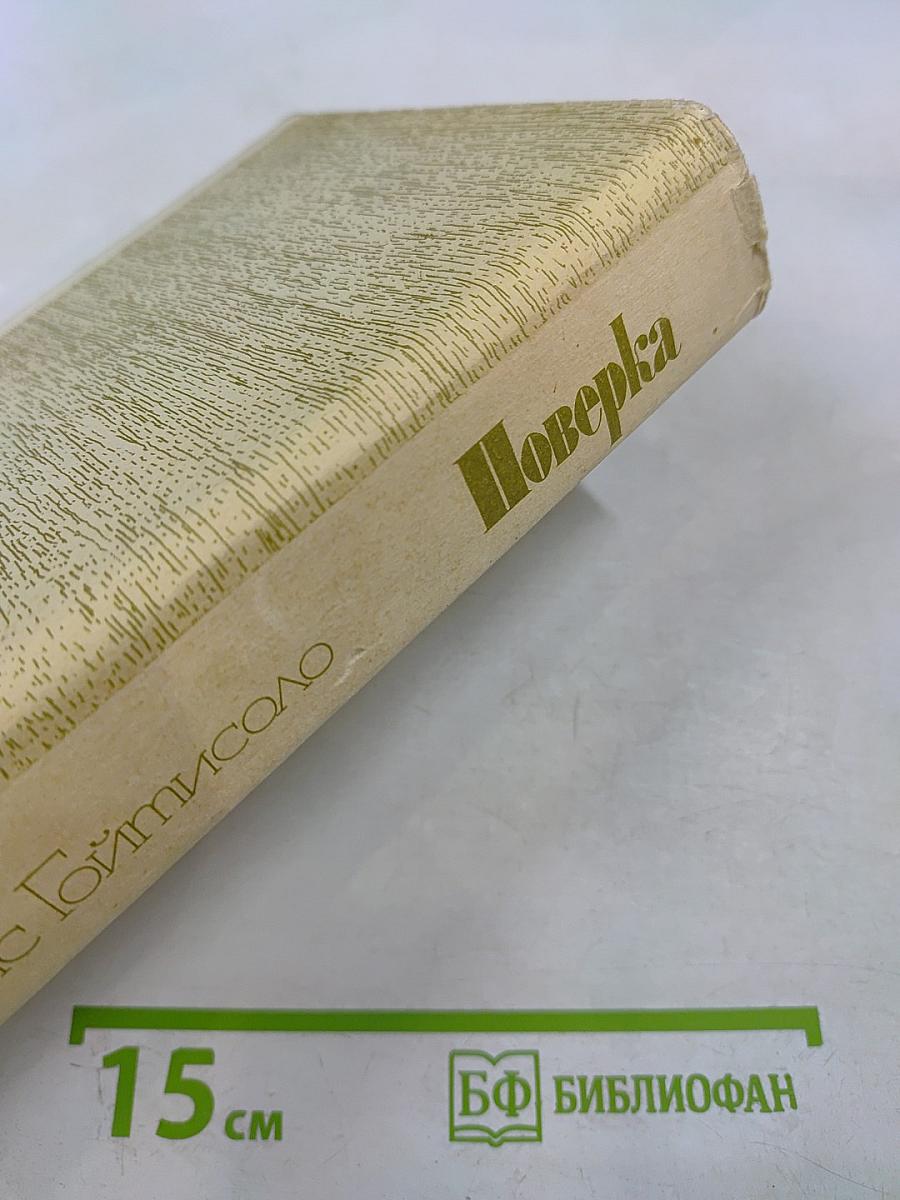 Поверка
с Гойтисоло
15 см
БФ БИБЛИОФАН